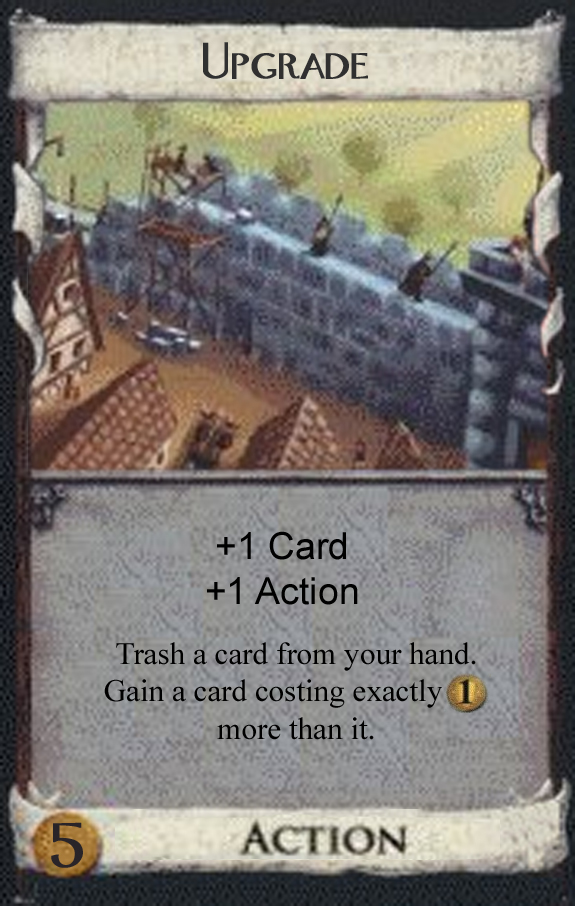 UPGRADE
+1 Card
+1 Action
Trash a card from your hand.
Gain a card costing exactly 1
more than it.
5 ACTION